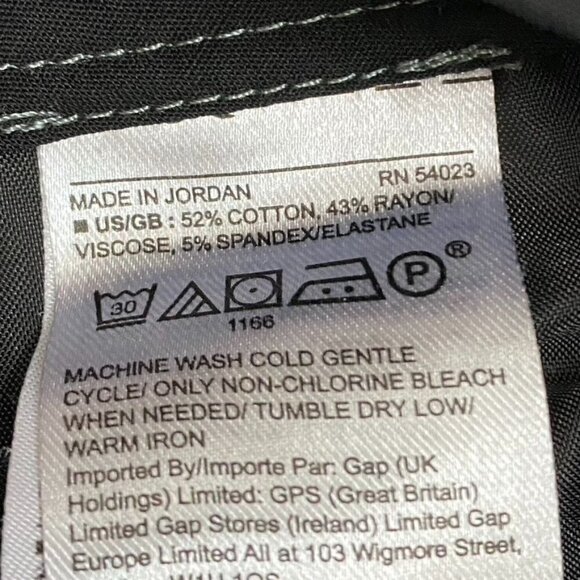 MADE IN JORDAN RN 54023
US/GB : 52% COTTON, 43% RAYON/
VISCOSE, 5% SPANDEX/ELASTANE
30 P ®
1166
MACHINE WASH COLD GENTLE
CYCLE/ ONLY NON-CHLORINE BLEACH
WHEN NEEDED/ TUMBLE DRY LOW/
WARM IRON
Imported By/Importe Par: Gap (UK
Holdings) Limited: GPS (Great Britain)
Limited Gap Stores (Ireland) Limited Gap
Europe Limited All at 103 Wigmore Street,